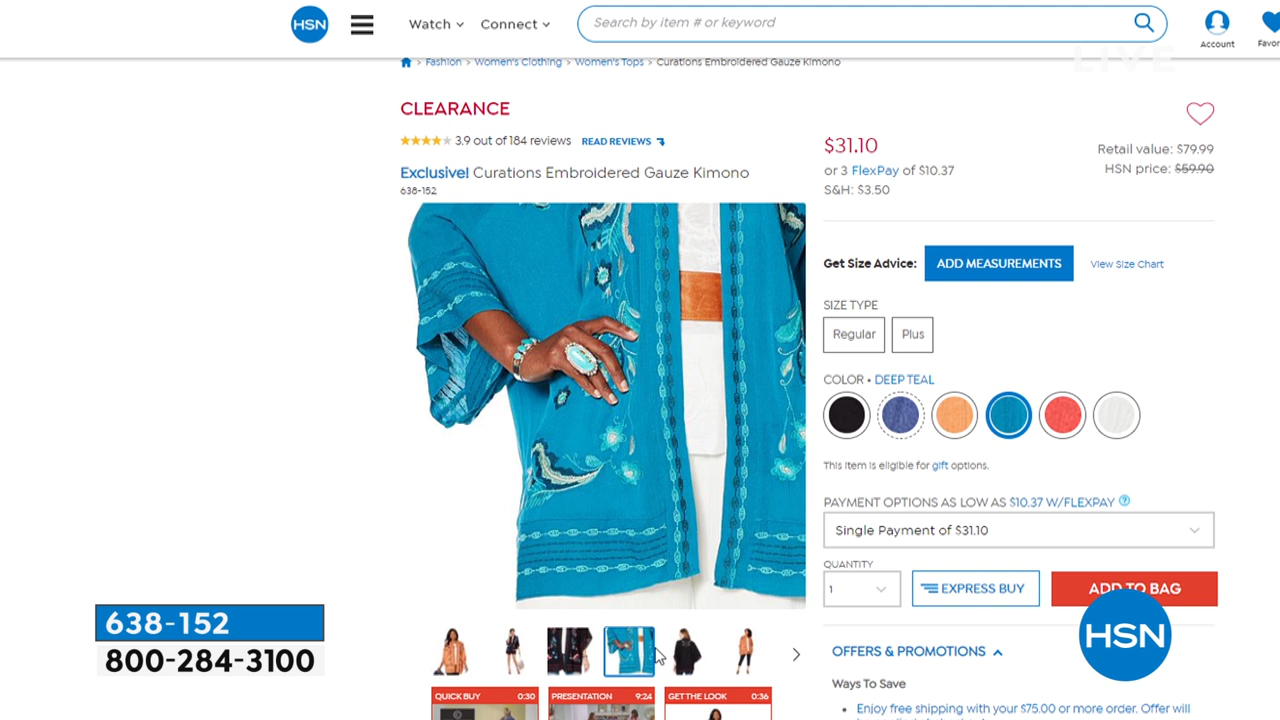 HSN
Watch
Connect
Search by item # or keyword
Account
LIVE
> Fashion > Women's Clothing > Women's Tops > Curations Embroidered Gauze Kimono
CLEARANCE
3.9 out of 184 reviews READ REVIEWS
Exclusive! Curations Embroidered Gauze Kimono
638-152
$31.10
or 3 FlexPay of $10.37
S&H: $3.50
Retail value: $79.99
HSN price: $59.90
Get Size Advice: ADD MEASUREMENTS View Size Chart
SIZE TYPE
Regular Plus
COLOR • DEEP TEAL
This item is eligible for gift options.
PAYMENT OPTIONS AS LOW AS $10.37 W/FLEXPAY ?
Single Payment of $31.10
QUANTITY
1
EXPRESS BUY
ADD TO BAG
HSN
OFFERS & PROMOTIONS
Ways To Save
• Enjoy free shipping with your $75.00 or more order. Offer will
638-152
800-284-3100
QUICK BUY 0:30
PRESENTATION 9:24
GET THE LOOK 0:36